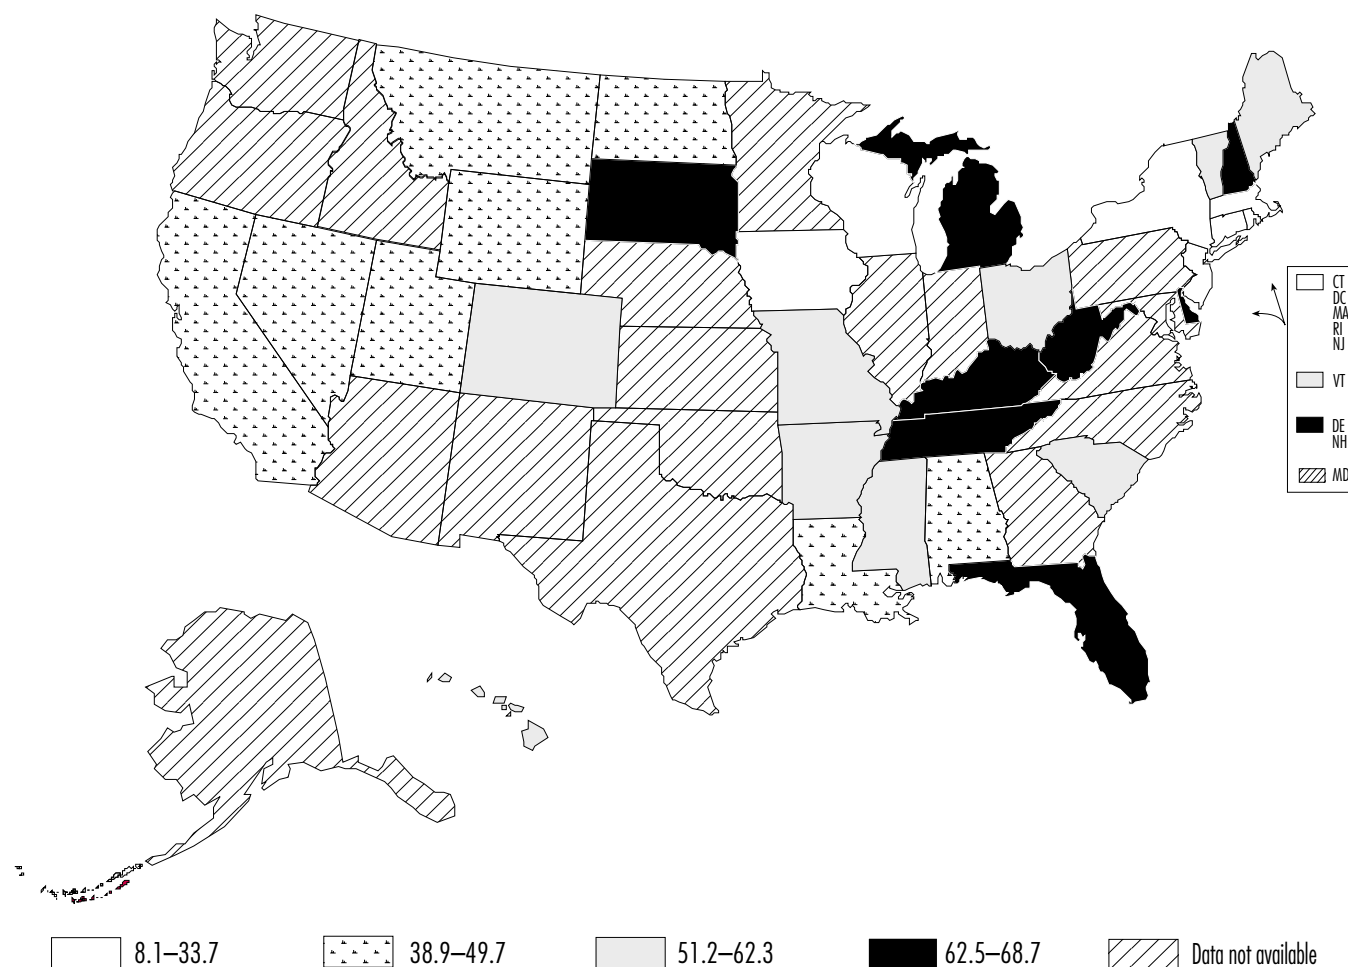 CT
DC
MA
RI
NJ
VT
DE
NH
MD
8.1–33.7
38.9–49.7
51.2–62.3
62.5–68.7
Data not available